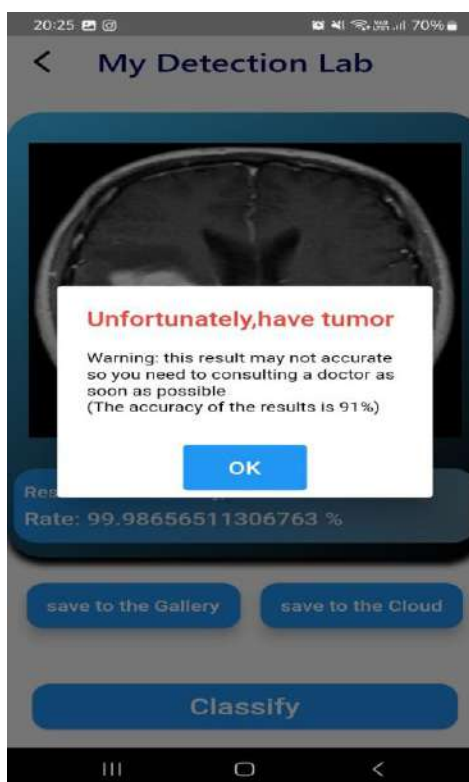 20:25 70%
My Detection Lab
Unfortunately,have tumor
Warning: this result may not accurate
so you need to consulting a doctor as
soon as possible
(The accuracy of the results is 91%)
OK
Rate: 99.98656511306763 %
save to the Gallery save to the Cloud
Classify